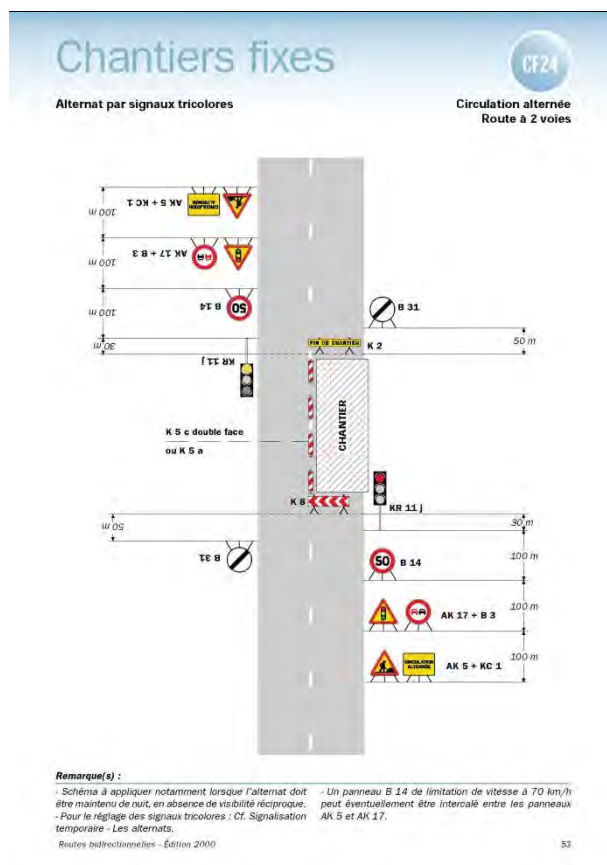 Chantiers fixes
CF24
Alternat par signaux tricolores
Circulation alternée
Route à 2 voies
AK 5 + KC 1
CIRCULATION
ALTERNÉE
100 m
AK 17 + B 3
100 m
B 14
50
100 m
B 31
KR 11 j
30 m
FIN DE CHANTIER
K 2
50 m
K 5 c double face
ou K 5 a
CHANTIER
K 8
KR 11 j
50 m
30 m
B 31
50
B 14
100 m
AK 17 + B 3
100 m
CIRCULATION
ALTERNÉE
AK 5 + KC 1
100 m
Remarque(s) :
- Schéma à appliquer notamment lorsque l'alternat doit
être maintenu de nuit, en absence de visibilité réciproque.
- Pour le réglage des signaux tricolores : Cf. Signalisation
temporaire - Les alternats.
- Un panneau B 14 de limitation de vitesse à 70 km/h
peut éventuellement être intercalé entre les panneaux
AK 5 et AK 17.
Routes bidirectionnelles - Édition 2000
53